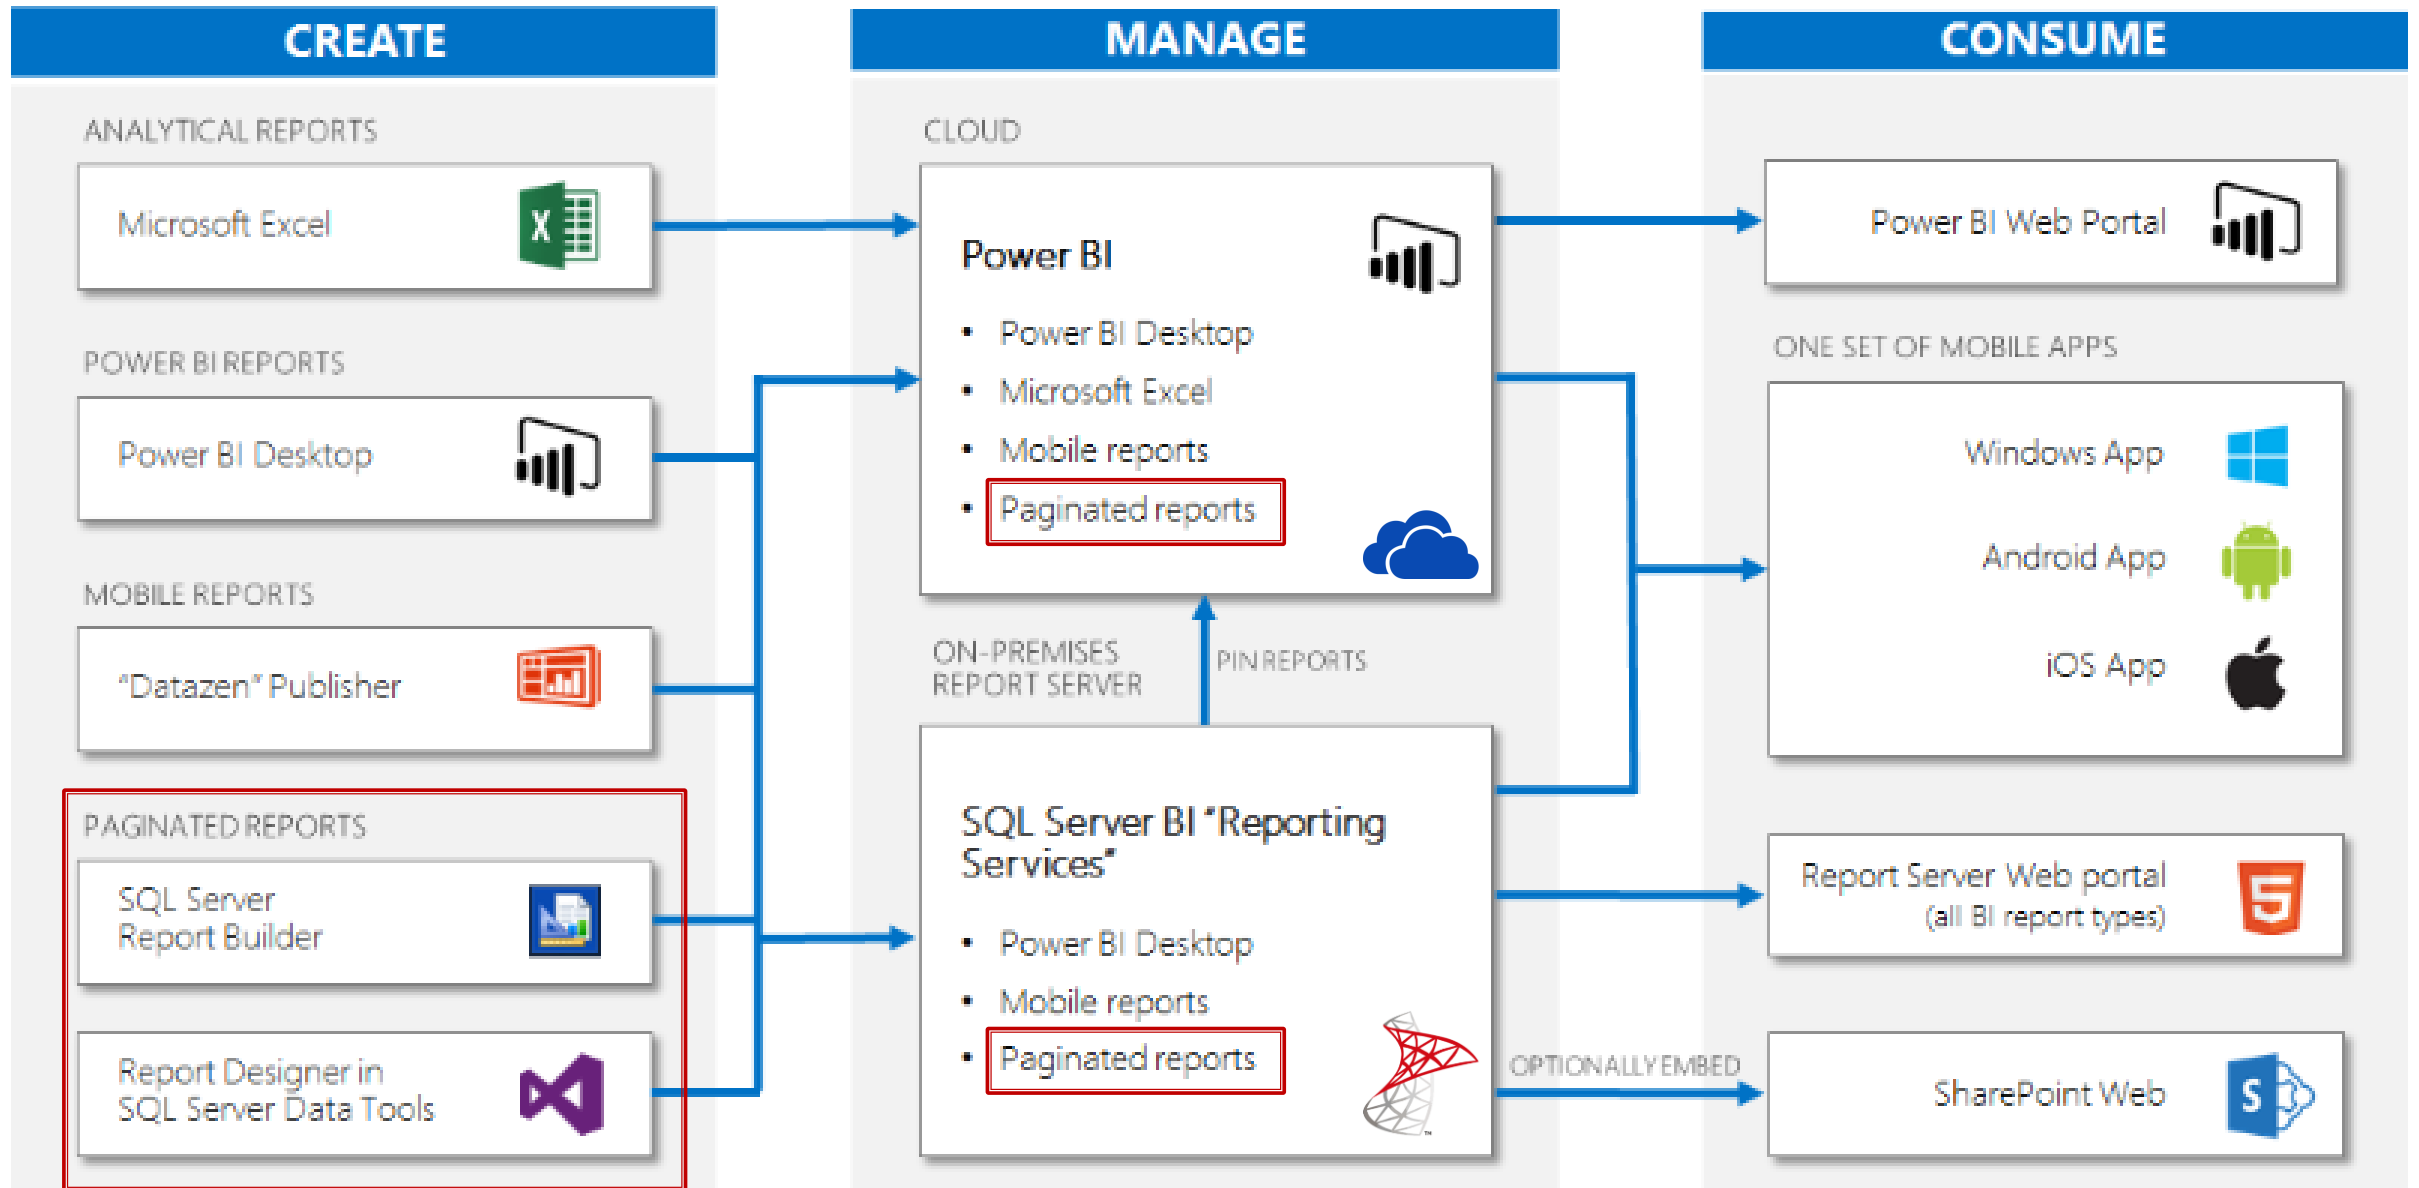 CREATE
ANALYTICAL REPORTS
Microsoft Excel
X
POWER BI REPORTS
Power BI Desktop
MOBILE REPORTS
"Datazen" Publisher
PAGINATED REPORTS
SQL Server
Report Builder
Report Designer in
SQL Server Data Tools
MANAGE
CLOUD
Power BI
• Power BI Desktop
• Microsoft Excel
• Mobile reports
• Paginated reports
ON-PREMISES
REPORT SERVER
PIN REPORTS
SQL Server BI "Reporting
Services"
• Power BI Desktop
• Mobile reports
• Paginated reports
TM
OPTIONALLY EMBED
CONSUME
Power BI Web Portal
ONE SET OF MOBILE APPS
Windows App
Android App
iOS App
Report Server Web portal
(all BI report types)
5
SharePoint Web
S